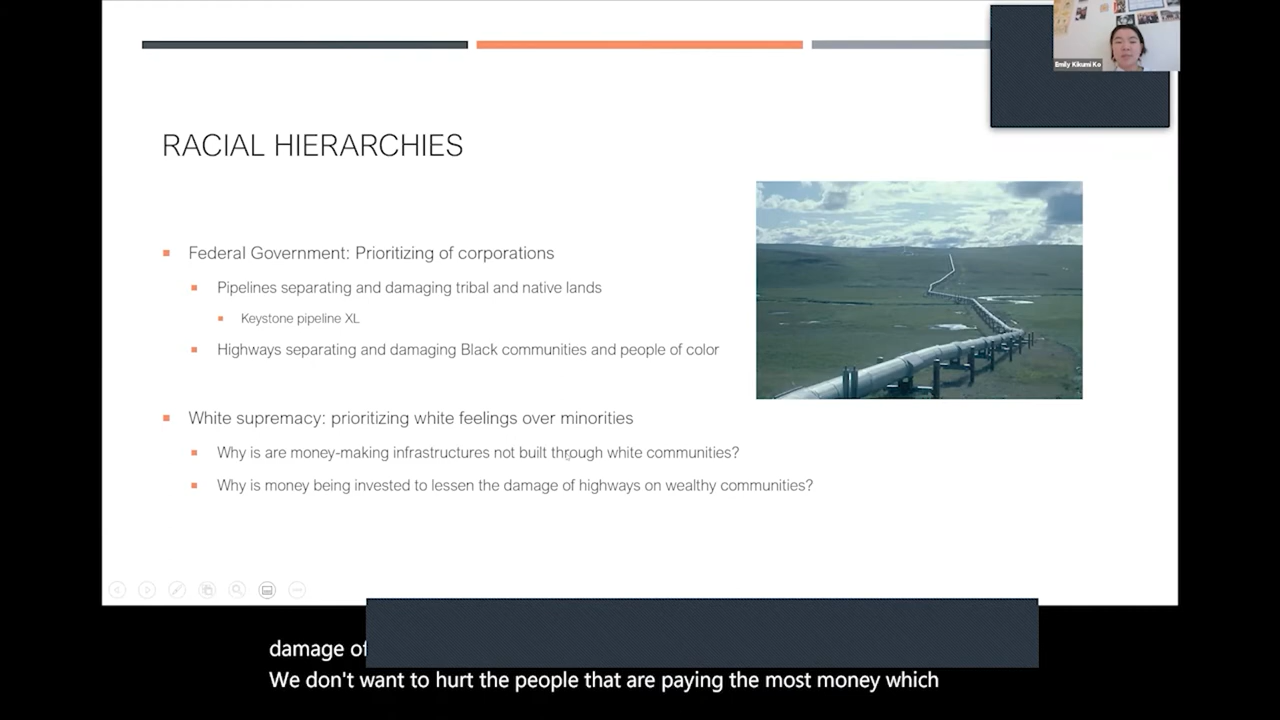 Emily Kikumi Ko
RACIAL HIERARCHIES
Federal Government: Prioritizing of corporations
Pipelines separating and damaging tribal and native lands
Keystone pipeline XL
Highways separating and damaging Black communities and people of color
White supremacy: prioritizing white feelings over minorities
Why is are money-making infrastructures not built through white communities?
Why is money being invested to lessen the damage of highways on wealthy communities?
damage of
We don't want to hurt the people that are paying the most money which